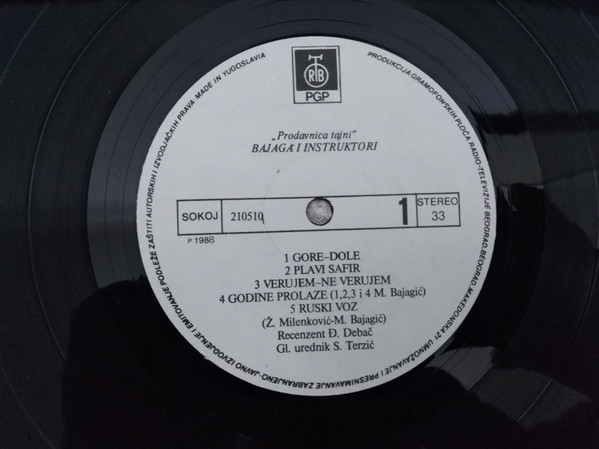 RTB
PGP
„Prodavnica tajni"
BAJAGA I INSTRUKTORI
SOKOJ
210510
1
STEREO
33
P 1988
1 GORE–DOLE
2 PLAVI SAFIR
3 VERUJEM–NE VERUJEM
4 GODINE PROLAZE (1,2,3 i 4 M. Bajagić)
5 RUSKI VOZ
(Ž. Milenković-M. Bajagić)
Recenzent Đ. Debač
Gl. urednik S. Terzić
PRODUKCIJA GRAMOFONSKIH PLOČA RADIO-TELEVIZIJE BEOGRAD, BEOGRAD, MAKEDONSKA 21 UMNOŽAVANJE I PRESNIMAVANJE ZABRANJENO-JAVNO IZVODJENJE I EMITOVANJE PODLEŽE ZAŠTITI AUTORSKIH I IZVODJAČKIH PRAVA·MADE IN YUGOSLAVIA